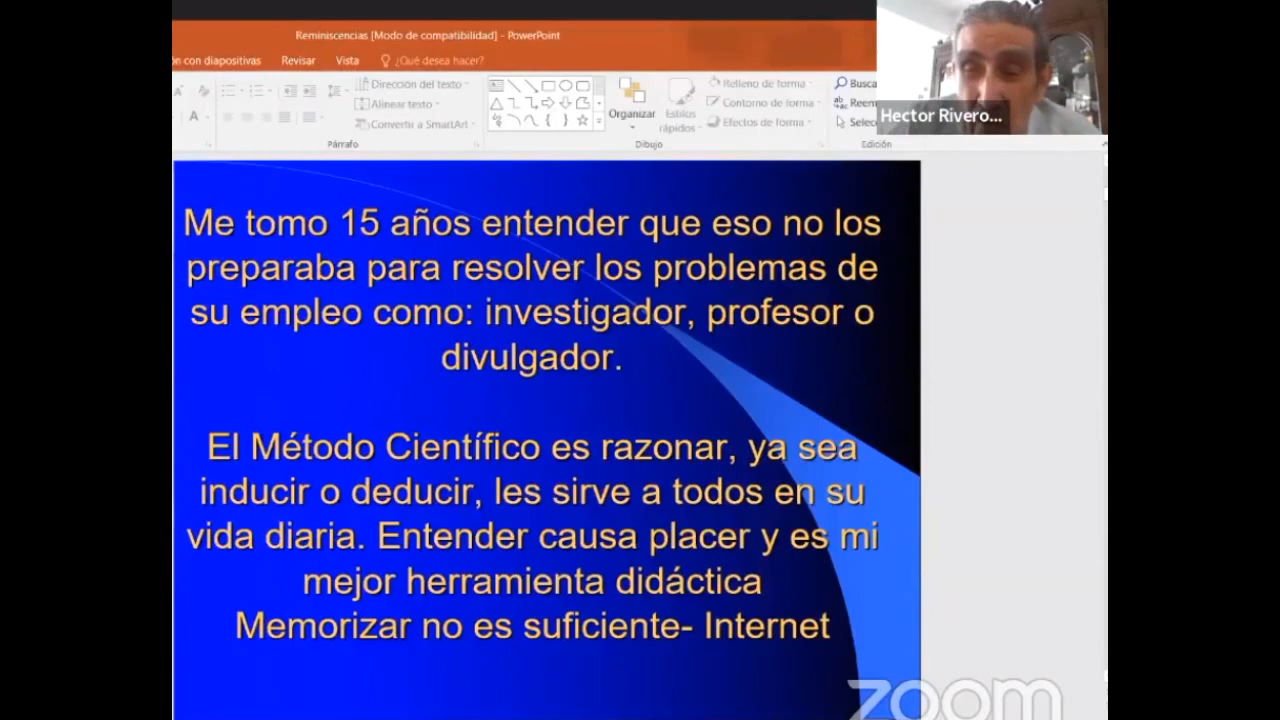 Reminiscencias [Modo de compatibilidad] - PowerPoint
ón con diapositivas Revisar Vista ¿Qué desea hacer?
Dirección del texto
Alinear texto
Convertir a SmartArt
Párrafo
Organizar
Estilos rápidos
Relleno de forma
Contorno de forma
Efectos de forma
Dibujo
Busca
Reem
Selec
Edición
Hector Rivero...
Me tomo 15 años entender que eso no los
preparaba para resolver los problemas de
su empleo como: investigador, profesor o
divulgador.
El Método Científico es razonar, ya sea
inducir o deducir, les sirve a todos en su
vida diaria. Entender causa placer y es mi
mejor herramienta didáctica
Memorizar no es suficiente- Internet
zoom